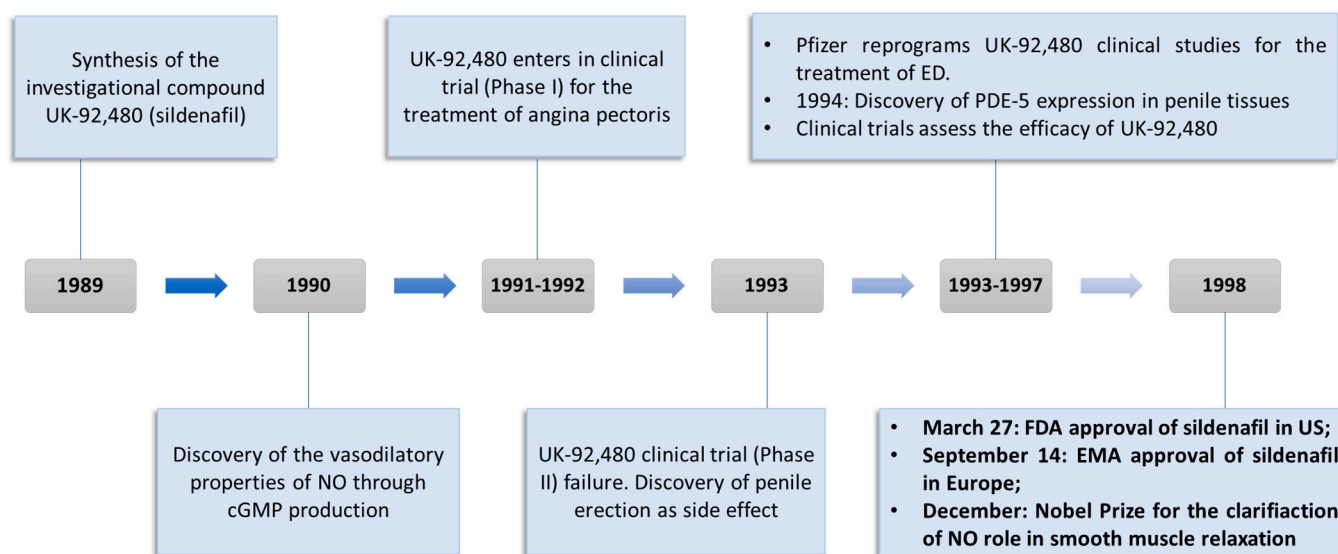 Synthesis of the
investigational compound
UK-92,480 (sildenafil)
UK-92,480 enters in clinical
trial (Phase I) for the
treatment of angina pectoris
• Pfizer reprograms UK-92,480 clinical studies for the
treatment of ED.
• 1994: Discovery of PDE-5 expression in penile tissues
• Clinical trials assess the efficacy of UK-92,480
1989
1990
1991-1992
1993
1993-1997
1998
Discovery of the vasodilatory
properties of NO through
cGMP production
UK-92,480 clinical trial (Phase
II) failure. Discovery of penile
erection as side effect
• March 27: FDA approval of sildenafil in US;
• September 14: EMA approval of sildenafil
in Europe;
• December: Nobel Prize for the clarifiaction
of NO role in smooth muscle relaxation